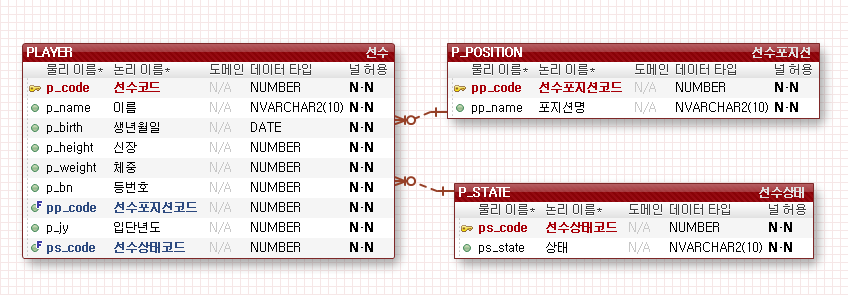 PLAYER 선수
물리 이름* 논리 이름* 도메인 데이터 타입 널 허용
p_code 선수코드 N/A NUMBER N-N
p_name 이름 N/A NVARCHAR2(10) N-N
p_birth 생년월일 N/A DATE N-N
p_height 신장 N/A NUMBER N-N
p_weight 체중 N/A NUMBER N-N
p_bn 등번호 N/A NUMBER N-N
pp_code 선수포지션코드 N/A NUMBER N-N
p_jy 입단년도 N/A NUMBER N-N
ps_code 선수상태코드 N/A NUMBER N-N
P_POSITION 선수포지션
물리 이름* 논리 이름* 도메인 데이터 타입 널 허용
pp_code 선수포지션코드 N/A NUMBER N-N
pp_name 포지션명 N/A NVARCHAR2(10) N-N
P_STATE 선수상태
물리 이름* 논리 이름* 도메인 데이터 타입 널 허용
ps_code 선수상태코드 N/A NUMBER N-N
ps_state 상태 N/A NVARCHAR2(10) N-N